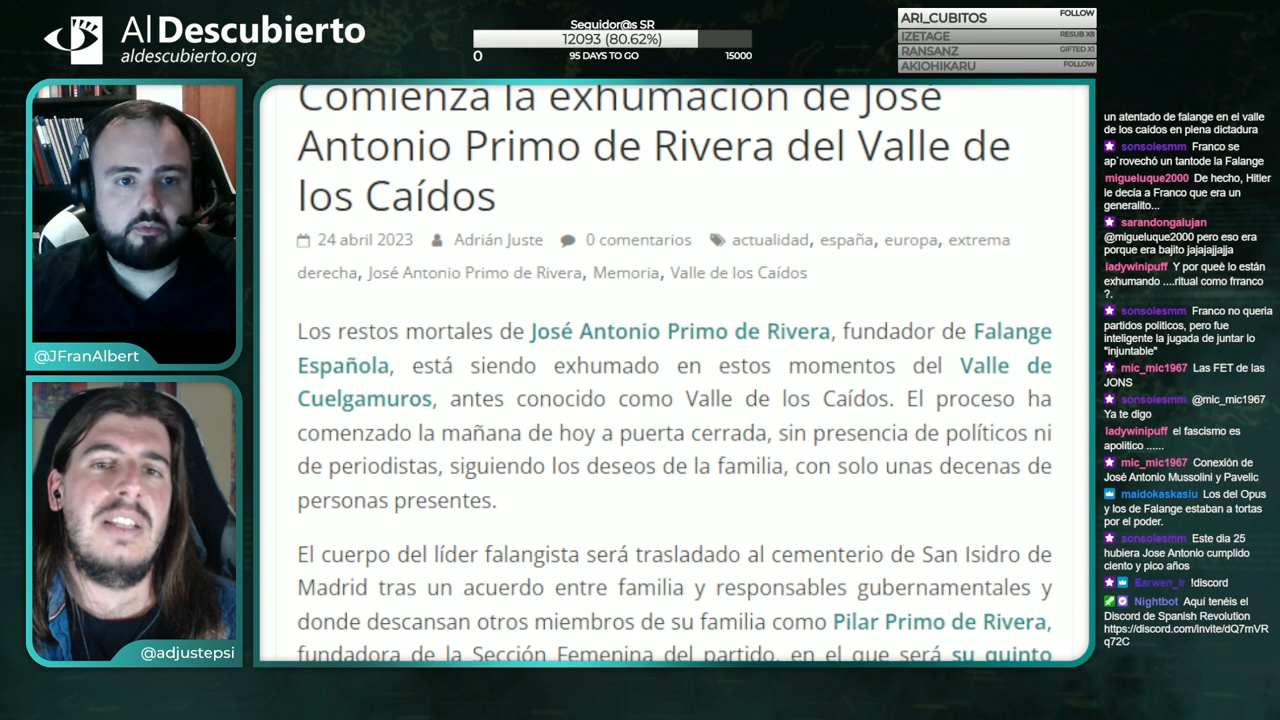 Al Descubierto
aldescubierto.org
Seguidor@s SR
12093 (80.62%)
0
95 DAYS TO GO
15000
ARI_CUBITOS FOLLOW
IZETAGE RESUB X8
RANSANZ GIFTED X1
AKIOHIKARU FOLLOW
@JFranAlbert
@adjustepsi
Comienza la exhumación de José
Antonio Primo de Rivera del Valle de
los Caídos
24 abril 2023 Adrián Juste 0 comentarios actualidad, españa, europa, extrema
derecha, José Antonio Primo de Rivera, Memoria, Valle de los Caídos
Los restos mortales de José Antonio Primo de Rivera, fundador de Falange
Española, está siendo exhumado en estos momentos del Valle de
Cuelgamuros, antes conocido como Valle de los Caídos. El proceso ha
comenzado la mañana de hoy a puerta cerrada, sin presencia de políticos ni
de periodistas, siguiendo los deseos de la familia, con solo unas decenas de
personas presentes.
El cuerpo del líder falangista será trasladado al cementerio de San Isidro de
Madrid tras un acuerdo entre familia y responsables gubernamentales y
donde descansan otros miembros de su familia como Pilar Primo de Rivera,
fundadora de la Sección Femenina del partido, en el que será su quinto
un atentado de falange en el valle
de los caídos en plena dictadura
sonsolesmm Franco se
ap`rovechó un tantode la Falange
migueluque2000 De hecho, Hitler
le decía a Franco que era un
generalito...
sarandongalujan
@migueluque2000 pero eso era
porque era bajito jajajajjajja
ladywinipuff Y por queè lo están
exhumando ....ritual como frranco
?.
sonsolesmm Franco no queria
partidos politicos, pero fue
inteligente la jugada de juntar lo
"injuntable"
mic_mic1967 Las FET de las
JONS
sonsolesmm @mic_mic1967
Ya te digo
ladywinipuff el fascismo es
apolitico ......
mic_mic1967 Conexión de
José Antonio Mussolini y Pavelic
maidokaskasiu Los del Opus
y los de Falange estaban a tortas
por el poder.
sonsolesmm Este dia 25
hubiera Jose Antonio cumplido
ciento y pico años
Earwen_lr !discord
Nightbot Aquí tenéis el
Discord de Spanish Revolution
https://discord.com/invite/dQ7mVR
q72C